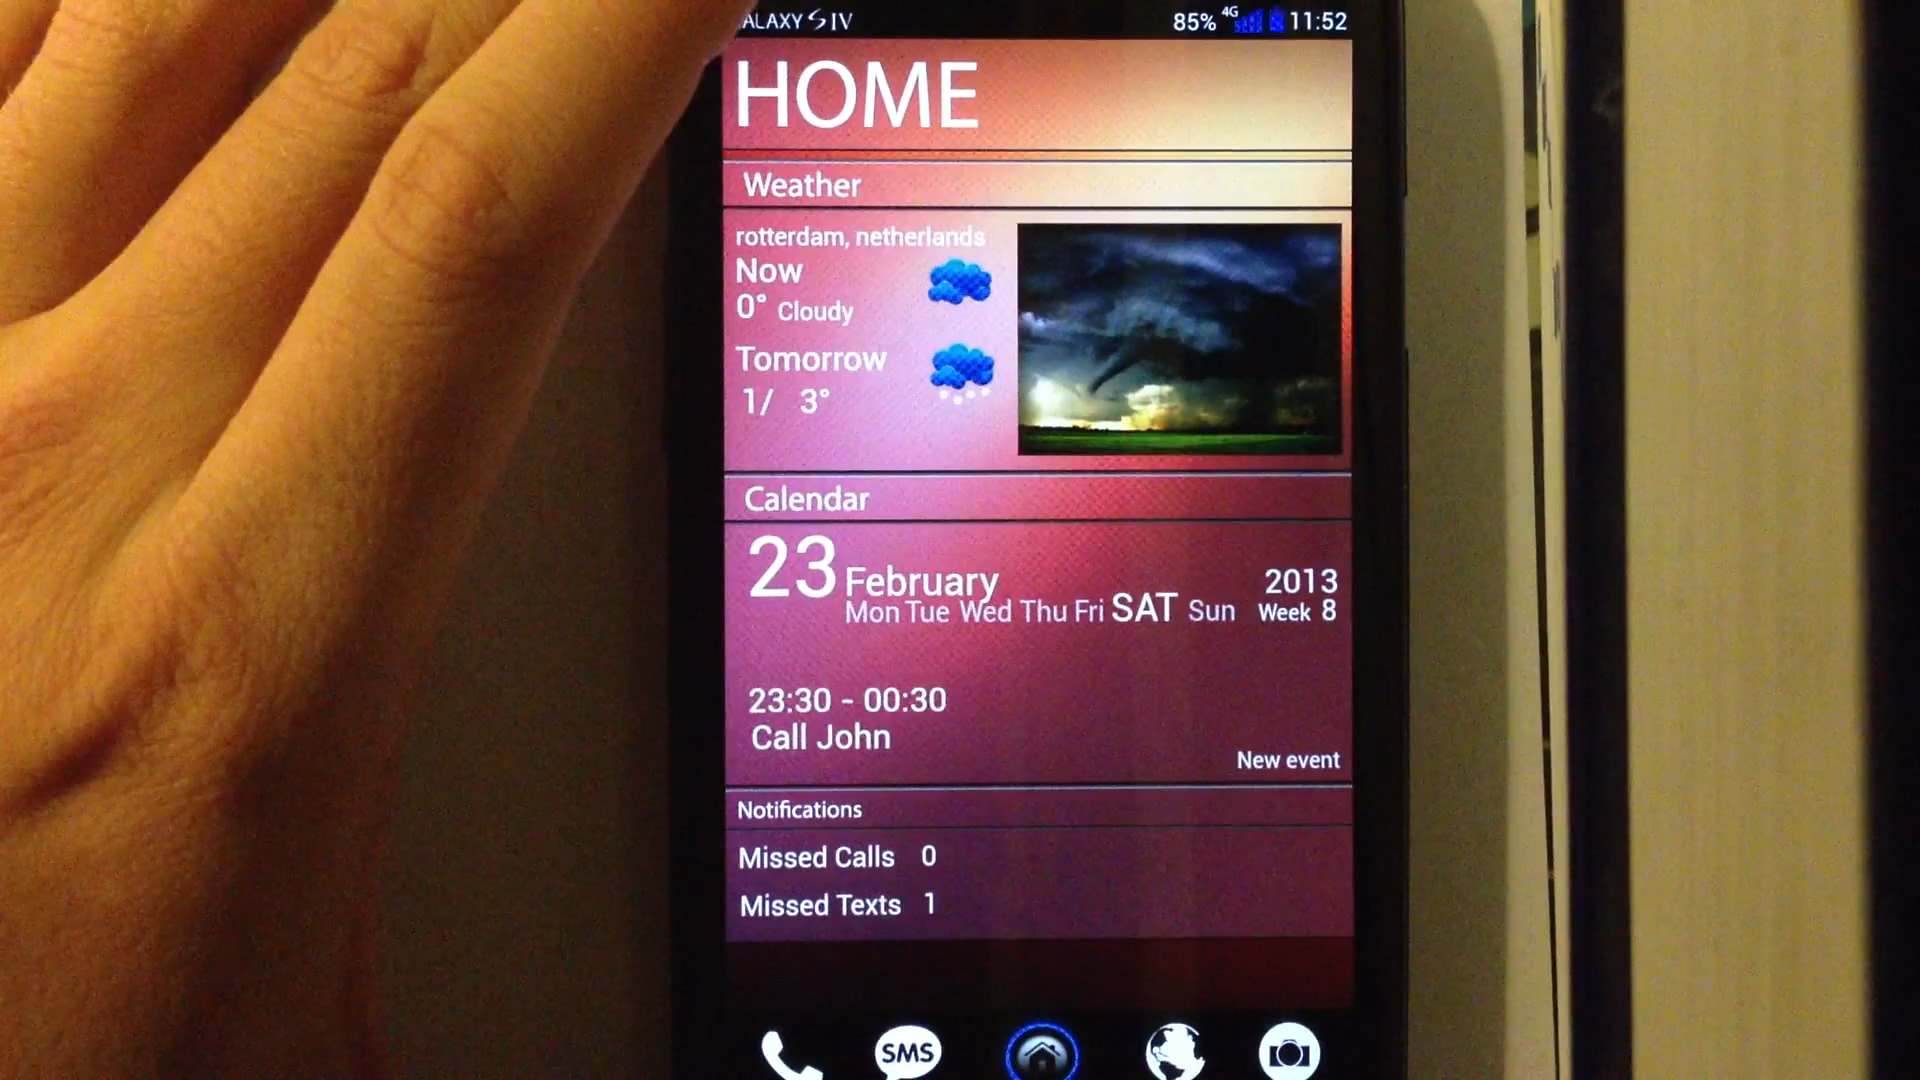 ALAXY S IV 85% 4G 11:52
HOME
Weather
rotterdam, netherlands
Now
0° Cloudy
Tomorrow
1/ 3°
Calendar
23 February 2013
Mon Tue Wed Thu Fri SAT Sun Week 8
23:30 - 00:30
Call John
New event
Notifications
Missed Calls 0
Missed Texts 1
SMS